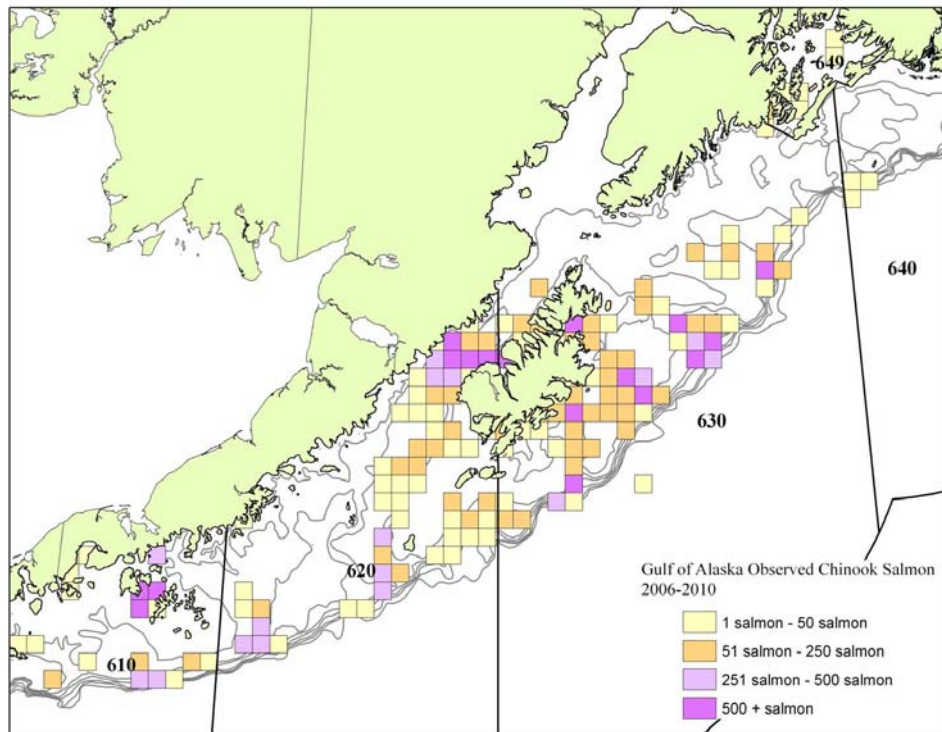 649
640
630
620
610
Gulf of Alaska Observed Chinook Salmon
2006-2010
1 salmon - 50 salmon
51 salmon - 250 salmon
251 salmon - 500 salmon
500 + salmon